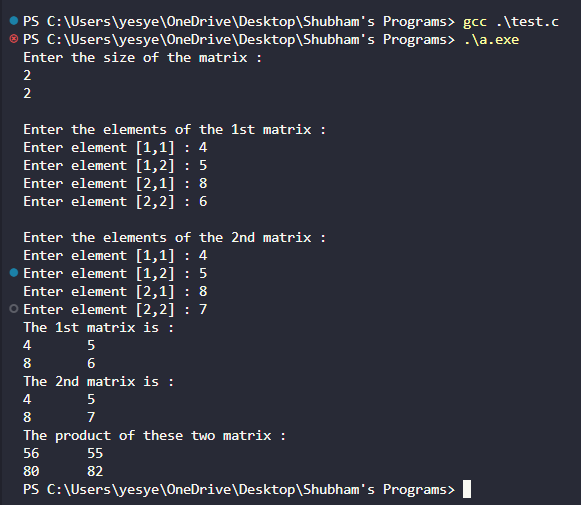 PS C:\Users\yesye\OneDrive\Desktop\Shubham's Programs> gcc .\test.c
PS C:\Users\yesye\OneDrive\Desktop\Shubham's Programs> .\a.exe
Enter the size of the matrix :
2
2
Enter the elements of the 1st matrix :
Enter element [1,1] : 4
Enter element [1,2] : 5
Enter element [2,1] : 8
Enter element [2,2] : 6
Enter the elements of the 2nd matrix :
Enter element [1,1] : 4
Enter element [1,2] : 5
Enter element [2,1] : 8
Enter element [2,2] : 7
The 1st matrix is :
4 5
8 6
The 2nd matrix is :
4 5
8 7
The product of these two matrix :
56 55
80 82
PS C:\Users\yesye\OneDrive\Desktop\Shubham's Programs>